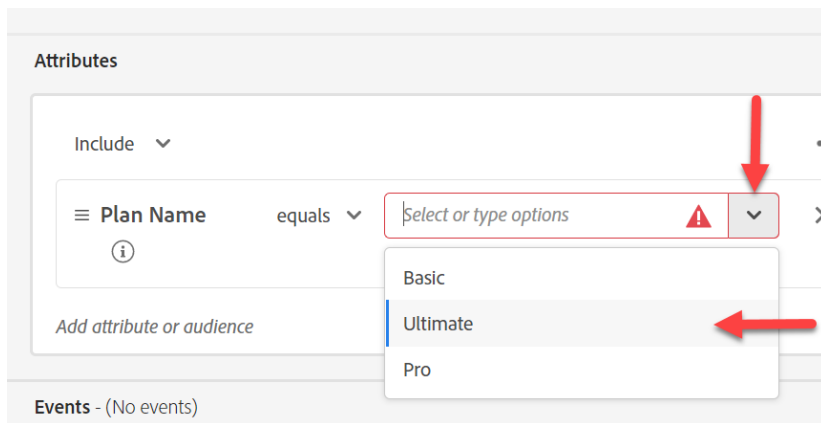 Attributes
Include
Plan Name equals Select or type options
Basic
Ultimate
Add attribute or audience
Pro
Events - (No events)